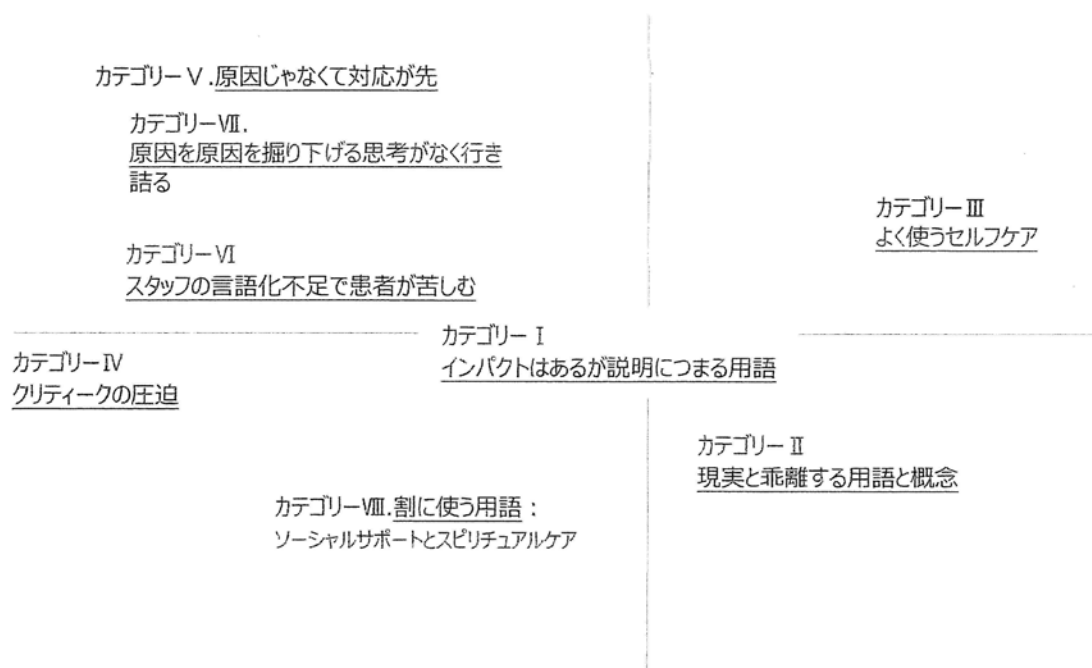 カテゴリーⅤ.原因じゃなくて対応が先
カテゴリーⅦ.
原因を原因を掘り下げる思考がなく行き
詰る
カテゴリーⅢ
よく使うセルフケア
カテゴリーⅥ
スタッフの言語化不足で患者が苦しむ
カテゴリーⅠ
インパクトはあるが説明につまる用語
カテゴリーⅣ
クリティークの圧迫
カテゴリーⅡ
現実と乖離する用語と概念
カテゴリーⅧ.割に使う用語：
ソーシャルサポートとスピリチュアルケア